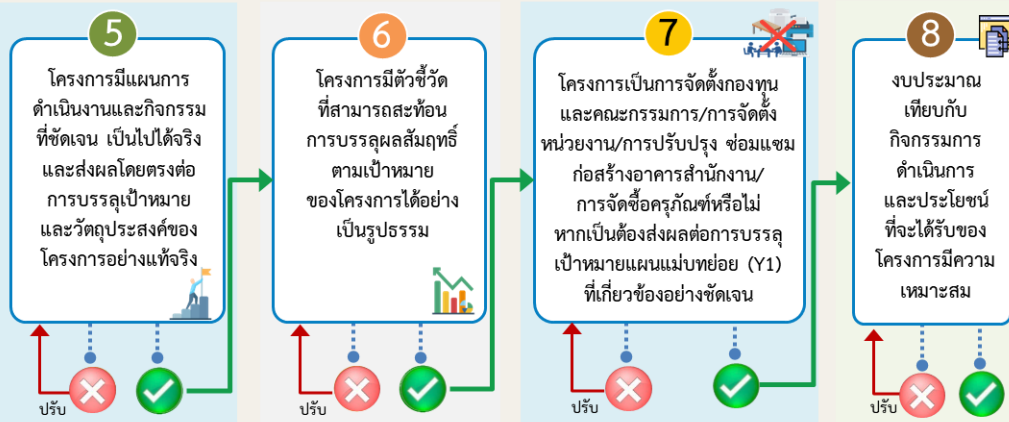 5
โครงการมีแผนการ
ดำเนินงานและกิจกรรม
ที่ชัดเจน เป็นไปได้จริง
และส่งผลโดยตรงต่อ
การบรรลุเป้าหมาย
และวัตถุประสงค์ของ
โครงการอย่างแท้จริง
ปรับ
6
โครงการมีตัวชี้วัด
ที่สามารถสะท้อน
การบรรลุผลสัมฤทธิ์
ตามเป้าหมาย
ของโครงการได้อย่าง
เป็นรูปธรรม
ปรับ
7
โครงการเป็นการจัดตั้งกองทุน
และคณะกรรมการ/การจัดตั้ง
หน่วยงาน/การปรับปรุง ซ่อมแซม
ก่อสร้างอาคารสำนักงาน/
การจัดซื้อครุภัณฑ์หรือไม่
หากเป็นต้องส่งผลต่อการบรรลุ
เป้าหมายแผนแม่บทย่อย (Y1)
ที่เกี่ยวข้องอย่างชัดเจน
ปรับ
8
งบประมาณ
เทียบกับ
กิจกรรมการ
ดำเนินการ
และประโยชน์
ที่จะได้รับของ
โครงการมีความ
เหมาะสม
ปรับ